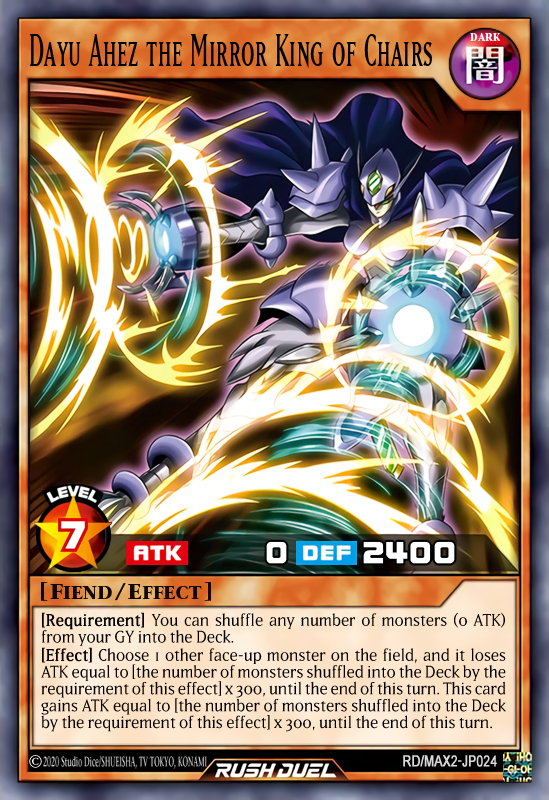 DAYU AHEZ THE MIRROR KING OF CHAIRS
DARK
闇
LEVEL
7
ATK 0 DEF 2400
[FIEND/EFFECT]
[Requirement] You can shuffle any number of monsters (0 ATK)
from your GY into the Deck.
[Effect] Choose 1 other face-up monster on the field, and it loses
ATK equal to [the number of monsters shuffled into the Deck by the
requirement of this effect] x 300, until the end of this turn. This card
gains ATK equal to [the number of monsters shuffled into the Deck
by the requirement of this effect] x 300, until the end of this turn.
©2020 Studio Dice/SHUEISHA, TV TOKYO, KONAMI
RUSH DUEL
RD/MAX2-JP024